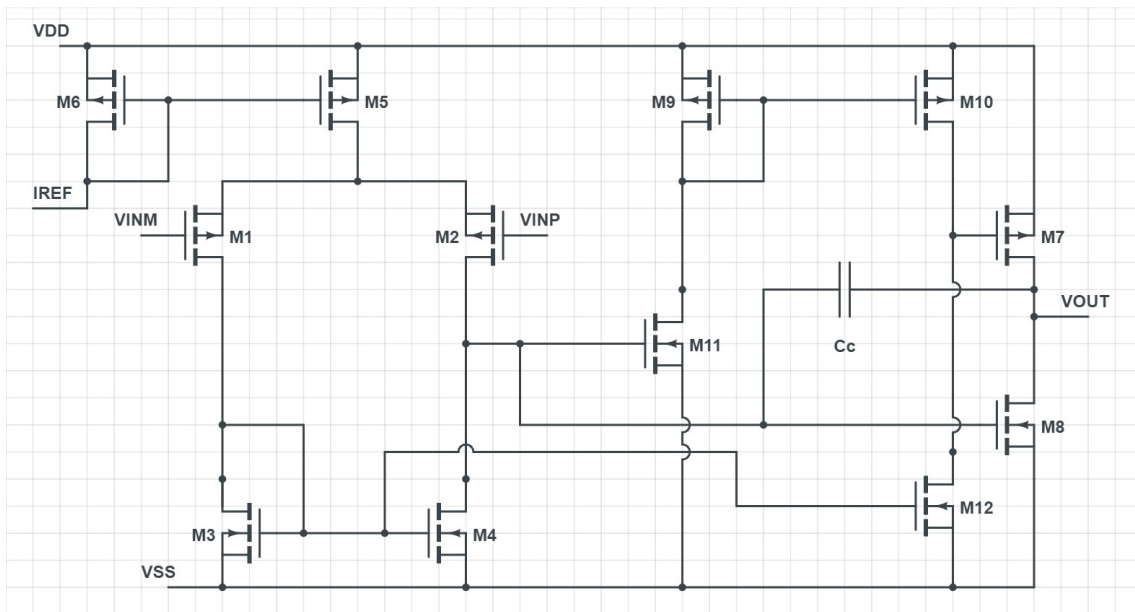 VDD
M6
M5
M9
M10
IREF
VINM
M1
M2
VINP
M7
VOUT
M11
Cc
M8
M3
M4
M12
VSS